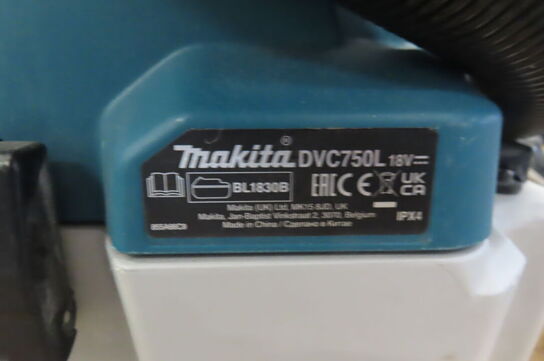 makita® DVC750L 18V
BL1830B EAC CE UK CA
Makita (UK) Ltd, MK15 8JD, UK
Makita, Jan-Baptist Vinkstraat 2, 3070, Belgium
Made in China / Сделано в Китае
IPX4